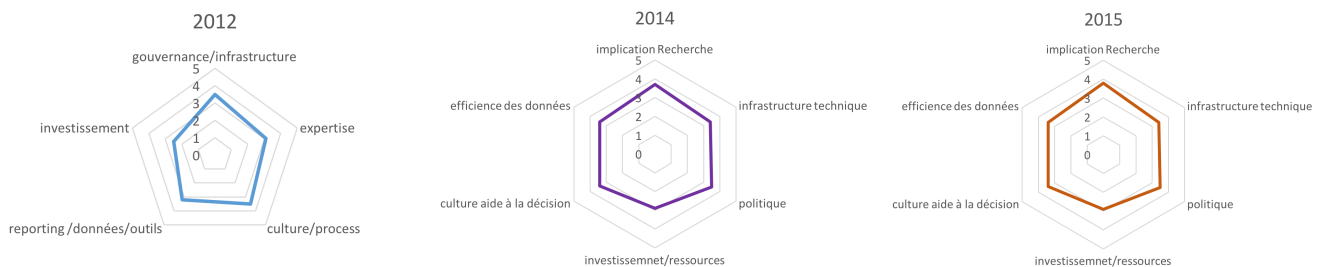 2012
gouvernance/infrastructure
5
4
3
2
1
0
investissement
expertise
reporting /données/outils
culture/process
2014
implication Recherche
5
4
3
2
1
0
efficience des données
infrastructure technique
culture aide à la décision
politique
investissemnet/ressources
2015
implication Recherche
5
4
3
2
1
0
efficience des données
infrastructure technique
culture aide à la décision
politique
investissemnet/ressources